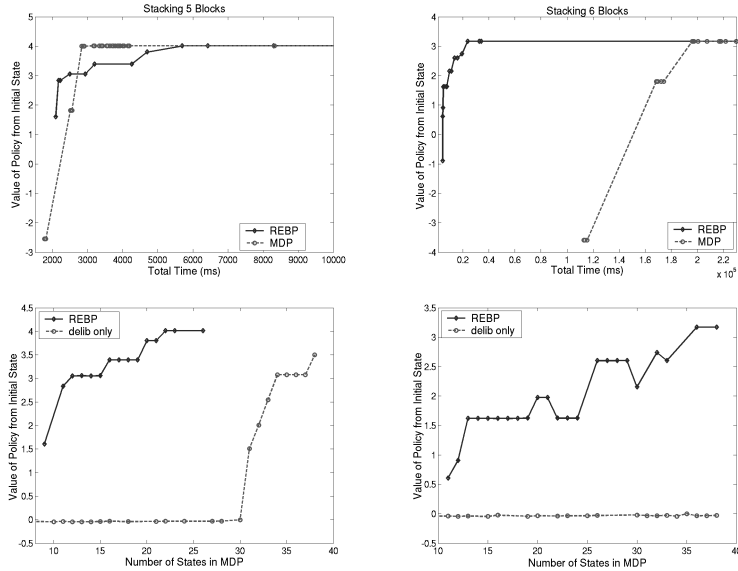 Stacking 5 Blocks
5
4
3
2
1
0
-1
-2
-3
Value of Policy from Initial State
REBP
MDP
2000 3000 4000 5000 6000 7000 8000 9000 10000
Total Time (ms)
Stacking 6 Blocks
4
3
2
1
0
-1
-2
-3
-4
Value of Policy from Initial State
REBP
MDP
0.2 0.4 0.6 0.8 1 1.2 1.4 1.6 1.8 2 2.2
Total Time (ms)
x 10^5
4.5
4
3.5
3
2.5
2
1.5
1
0.5
0
-0.5
Value of Policy from Initial State
REBP
delib only
10 15 20 25 30 35 40
Number of States in MDP
3.5
3
2.5
2
1.5
1
0.5
0
-0.5
Value of Policy from Initial State
REBP
delib only
10 15 20 25 30 35 40
Number of States in MDP